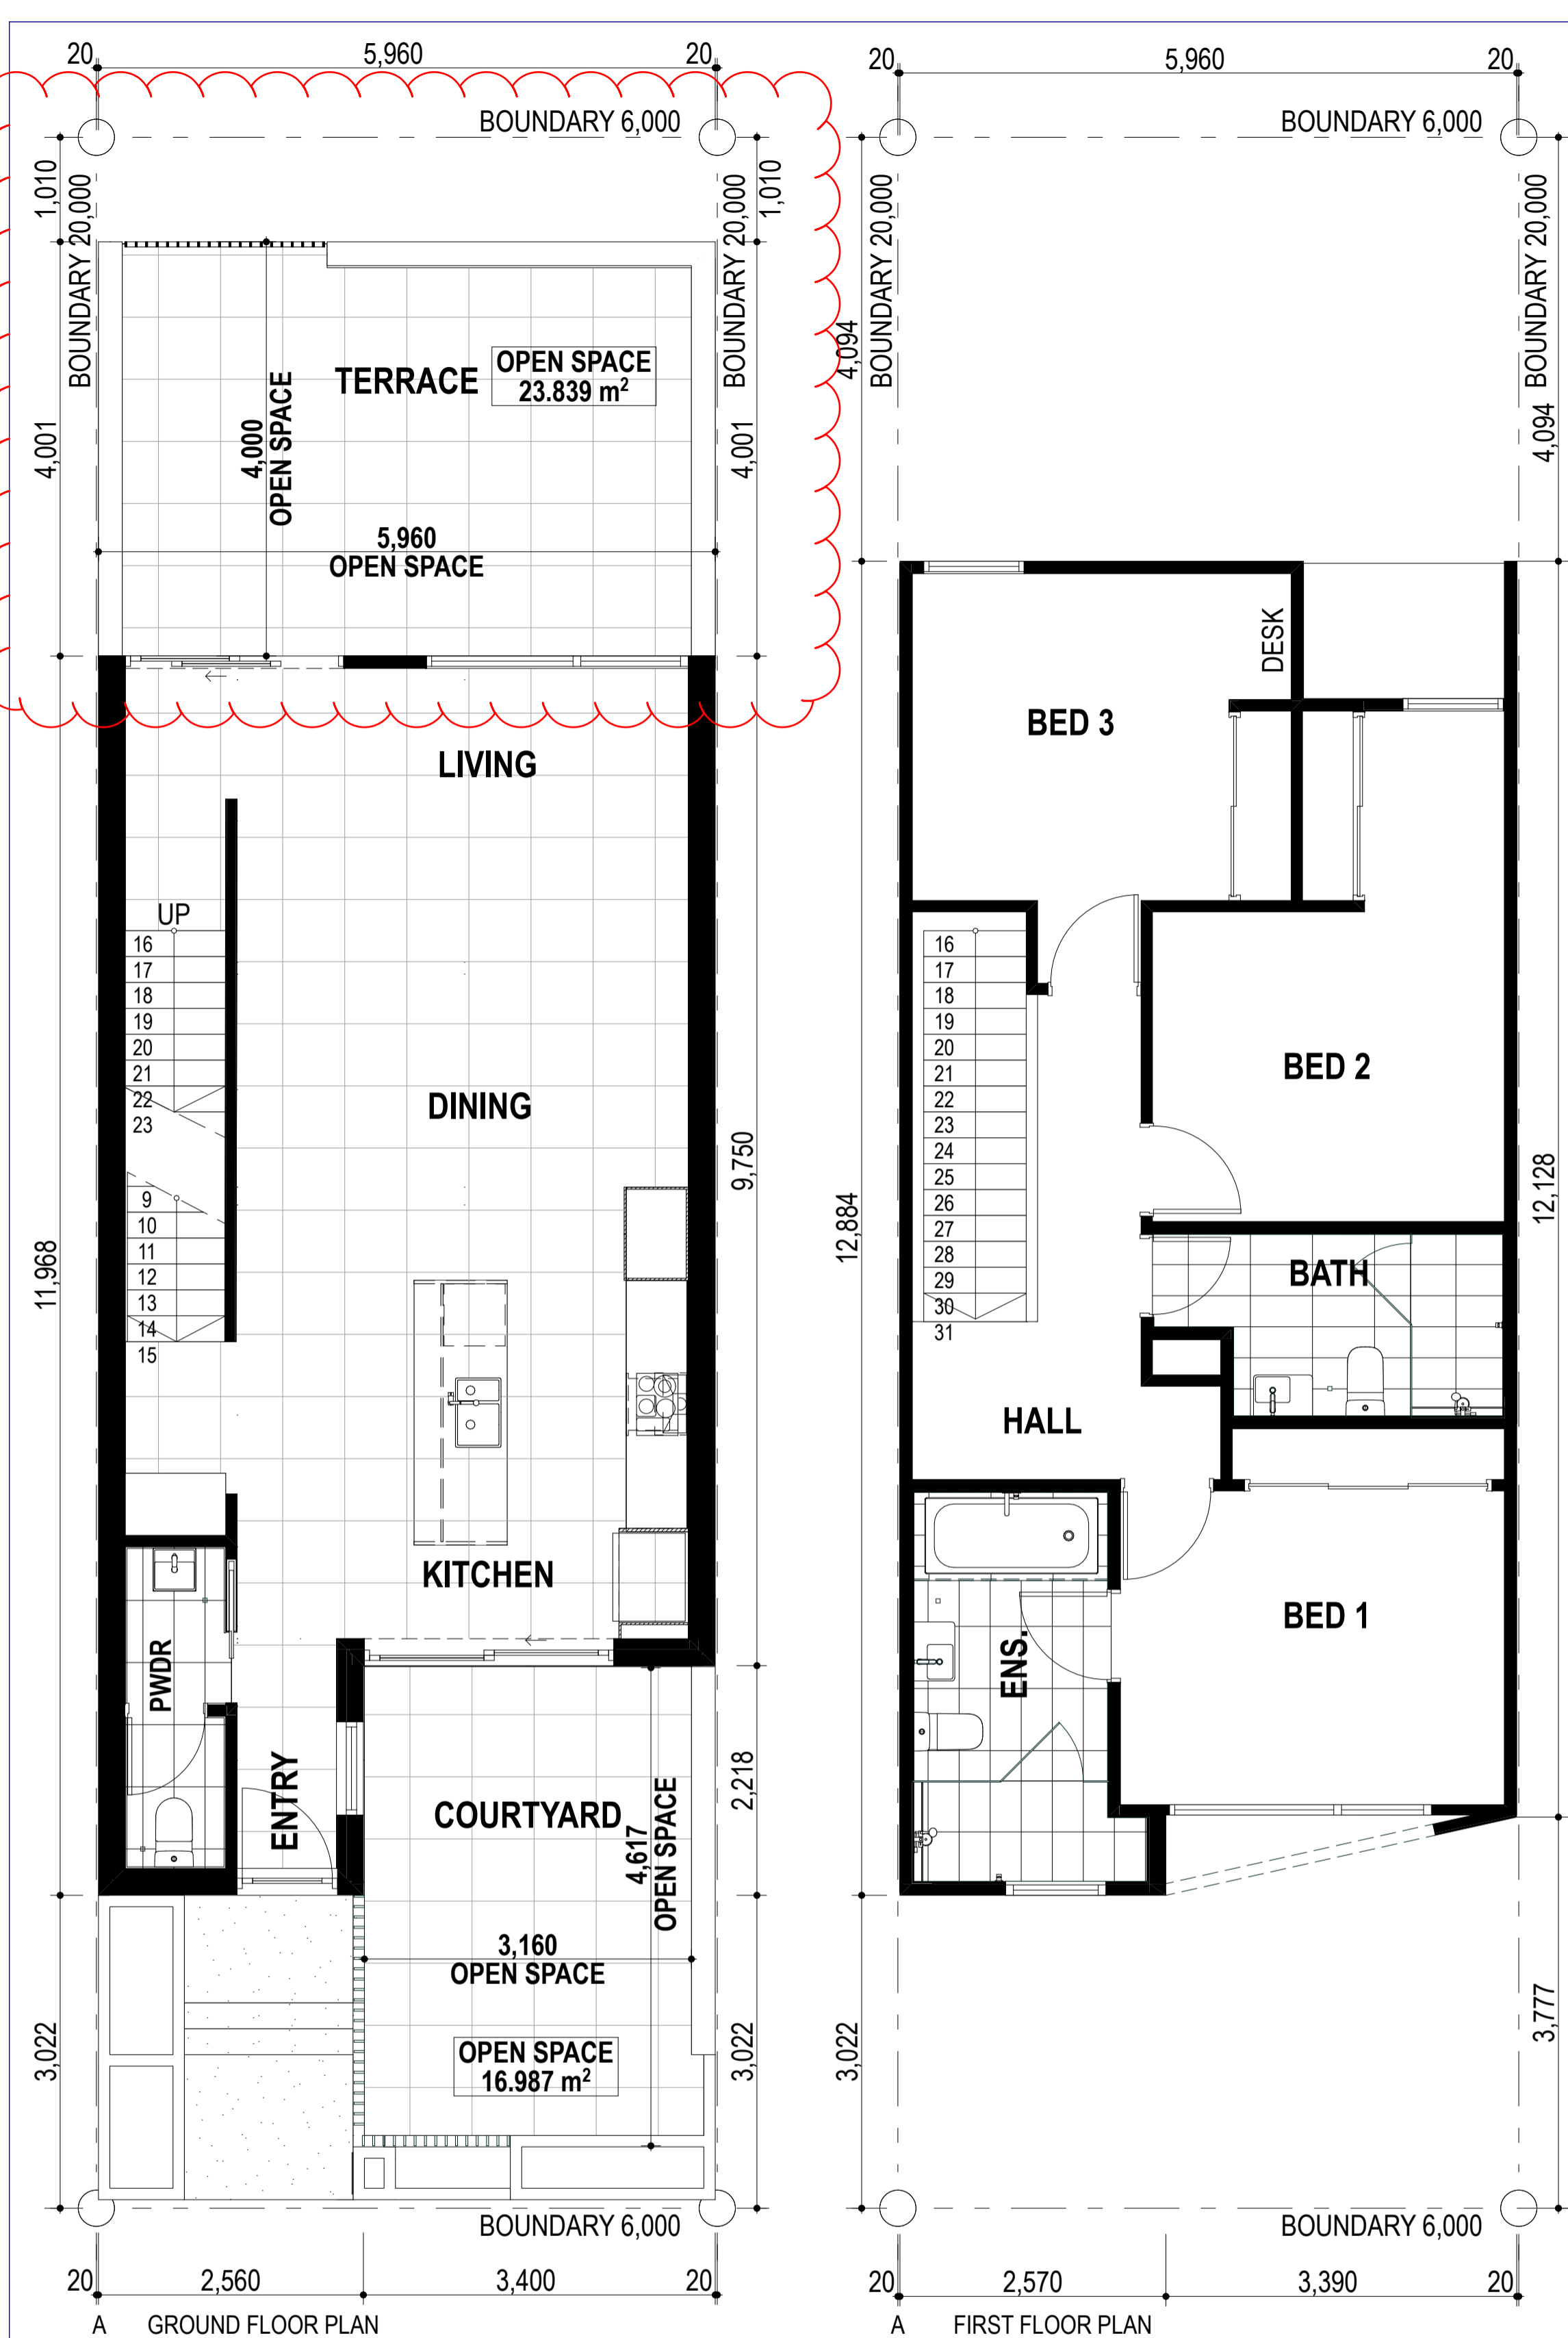 20 5,960 20
BOUNDARY 6,000
1,010
BOUNDARY 20,000
BOUNDARY 20,000
1,010
4,001
TERRACE
OPEN SPACE
23.839 m²
4,000
OPEN SPACE
4,001
5,960
OPEN SPACE
LIVING
UP
16
17
18
19
20
21
22
23
DINING
9,750
9
10
11
12
13
14
15
11,968
KITCHEN
PWDR
ENTRY
COURTYARD
4,617
OPEN SPACE
2,218
3,160
OPEN SPACE
OPEN SPACE
16.987 m²
3,022
3,022
BOUNDARY 6,000
20 2,560 3,400 20
A GROUND FLOOR PLAN
20 5,960 20
BOUNDARY 6,000
BOUNDARY 20,000
BOUNDARY 20,000
4,094
4,094
DESK
BED 3
16
17
18
19
20
21
22
23
24
25
26
27
28
29
30
31
BED 2
12,884
12,128
BATH
HALL
BED 1
ENS.
3,022
3,777
BOUNDARY 6,000
20 2,570 3,390 20
A FIRST FLOOR PLAN